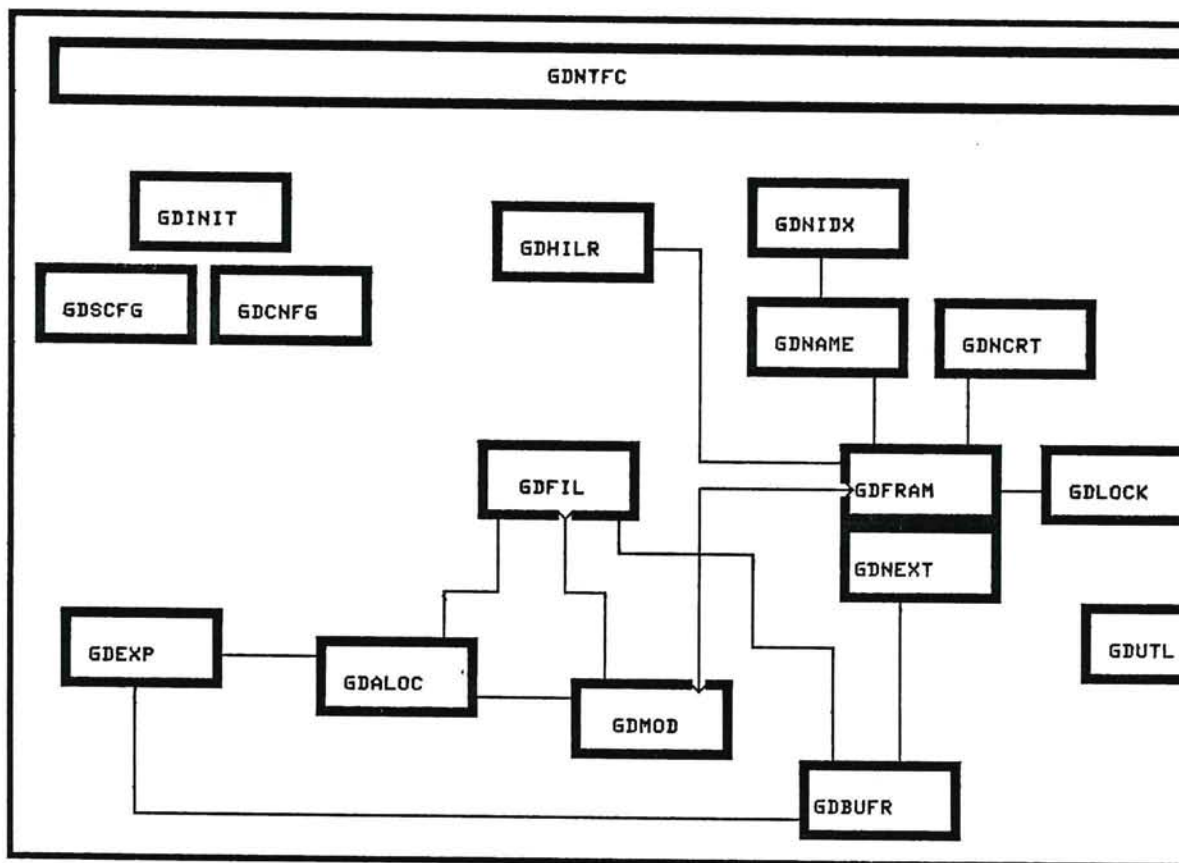 GDNTFC
GDINIT
GDHILR
GDNIDX
GDSCFG
GDCNFG
GDNAME
GDNCRT
GDFIL
GDFRAM
GDLOCK
GDNEXT
GDEXP
GDALOC
GDUTL
GDMOD
GDBUFR